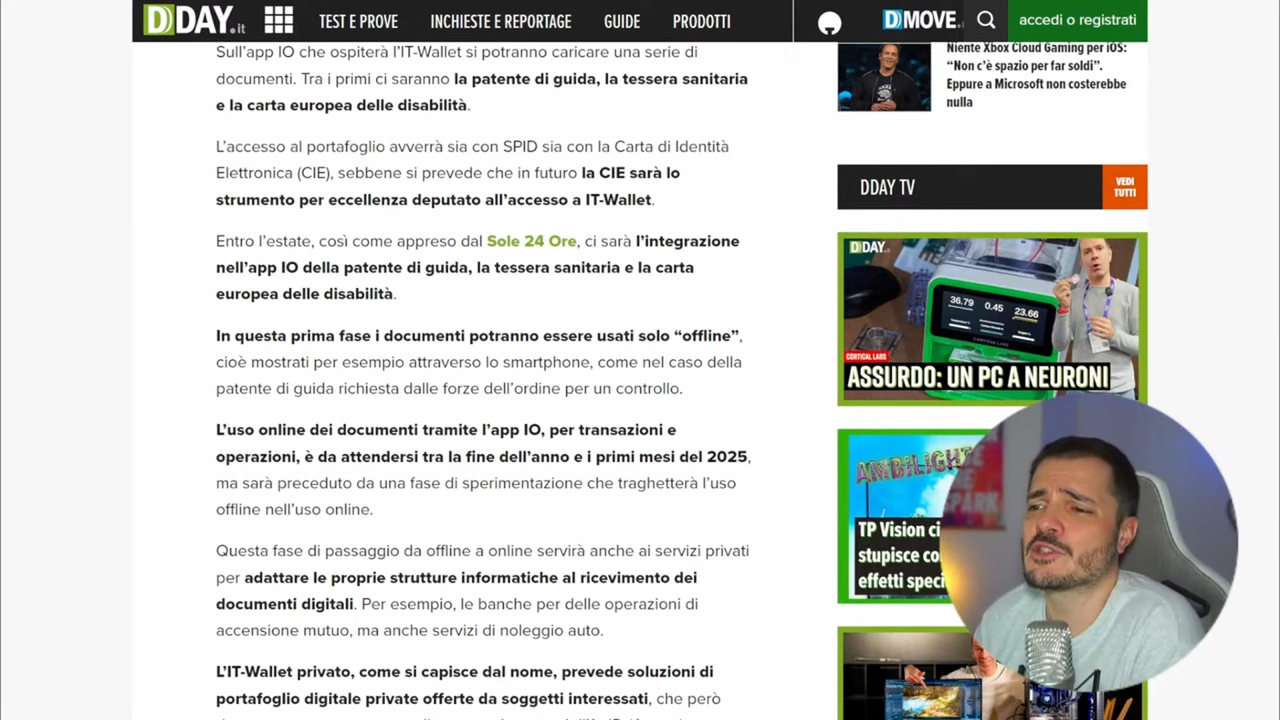 DDAY.it
TEST E PROVE
INCHIESTE E REPORTAGE
GUIDE
PRODOTTI
DMOVE.
accedi o registrati
Sull'app IO che ospiterà l'IT-Wallet si potranno caricare una serie di
documenti. Tra i primi ci saranno la patente di guida, la tessera sanitaria
e la carta europea delle disabilità.
L'accesso al portafoglio avverrà sia con SPID sia con la Carta di Identità
Elettronica (CIE), sebbene si prevede che in futuro la CIE sarà lo
strumento per eccellenza deputato all'accesso a IT-Wallet.
Entro l'estate, così come appreso dal Sole 24 Ore, ci sarà l'integrazione
nell'app IO della patente di guida, la tessera sanitaria e la carta
europea delle disabilità.
In questa prima fase i documenti potranno essere usati solo “offline”,
cioè mostrati per esempio attraverso lo smartphone, come nel caso della
patente di guida richiesta dalle forze dell'ordine per un controllo.
L'uso online dei documenti tramite l'app IO, per transazioni e
operazioni, è da attendersi tra la fine dell'anno e i primi mesi del 2025,
ma sarà preceduto da una fase di sperimentazione che traghetterà l'uso
offline nell'uso online.
Questa fase di passaggio da offline a online servirà anche ai servizi privati
per adattare le proprie strutture informatiche al ricevimento dei
documenti digitali. Per esempio, le banche per delle operazioni di
accensione mutuo, ma anche servizi di noleggio auto.
L'IT-Wallet privato, come si capisce dal nome, prevede soluzioni di
portafoglio digitale private offerte da soggetti interessati, che però
Niente Xbox Cloud Gaming per iOS:
“Non c'è spazio per far soldi”.
Eppure a Microsoft non costerebbe
nulla
DDAY TV
VEDI
TUTTI
DDAY.it
36.79
0.45
23.66
CORTICAL LABS
CORTICAL LABS
ASSURDO: UN PC A NEURONI
AMBILIGHT
TP Vision ci
stupisce co
effetti speci
SPARK